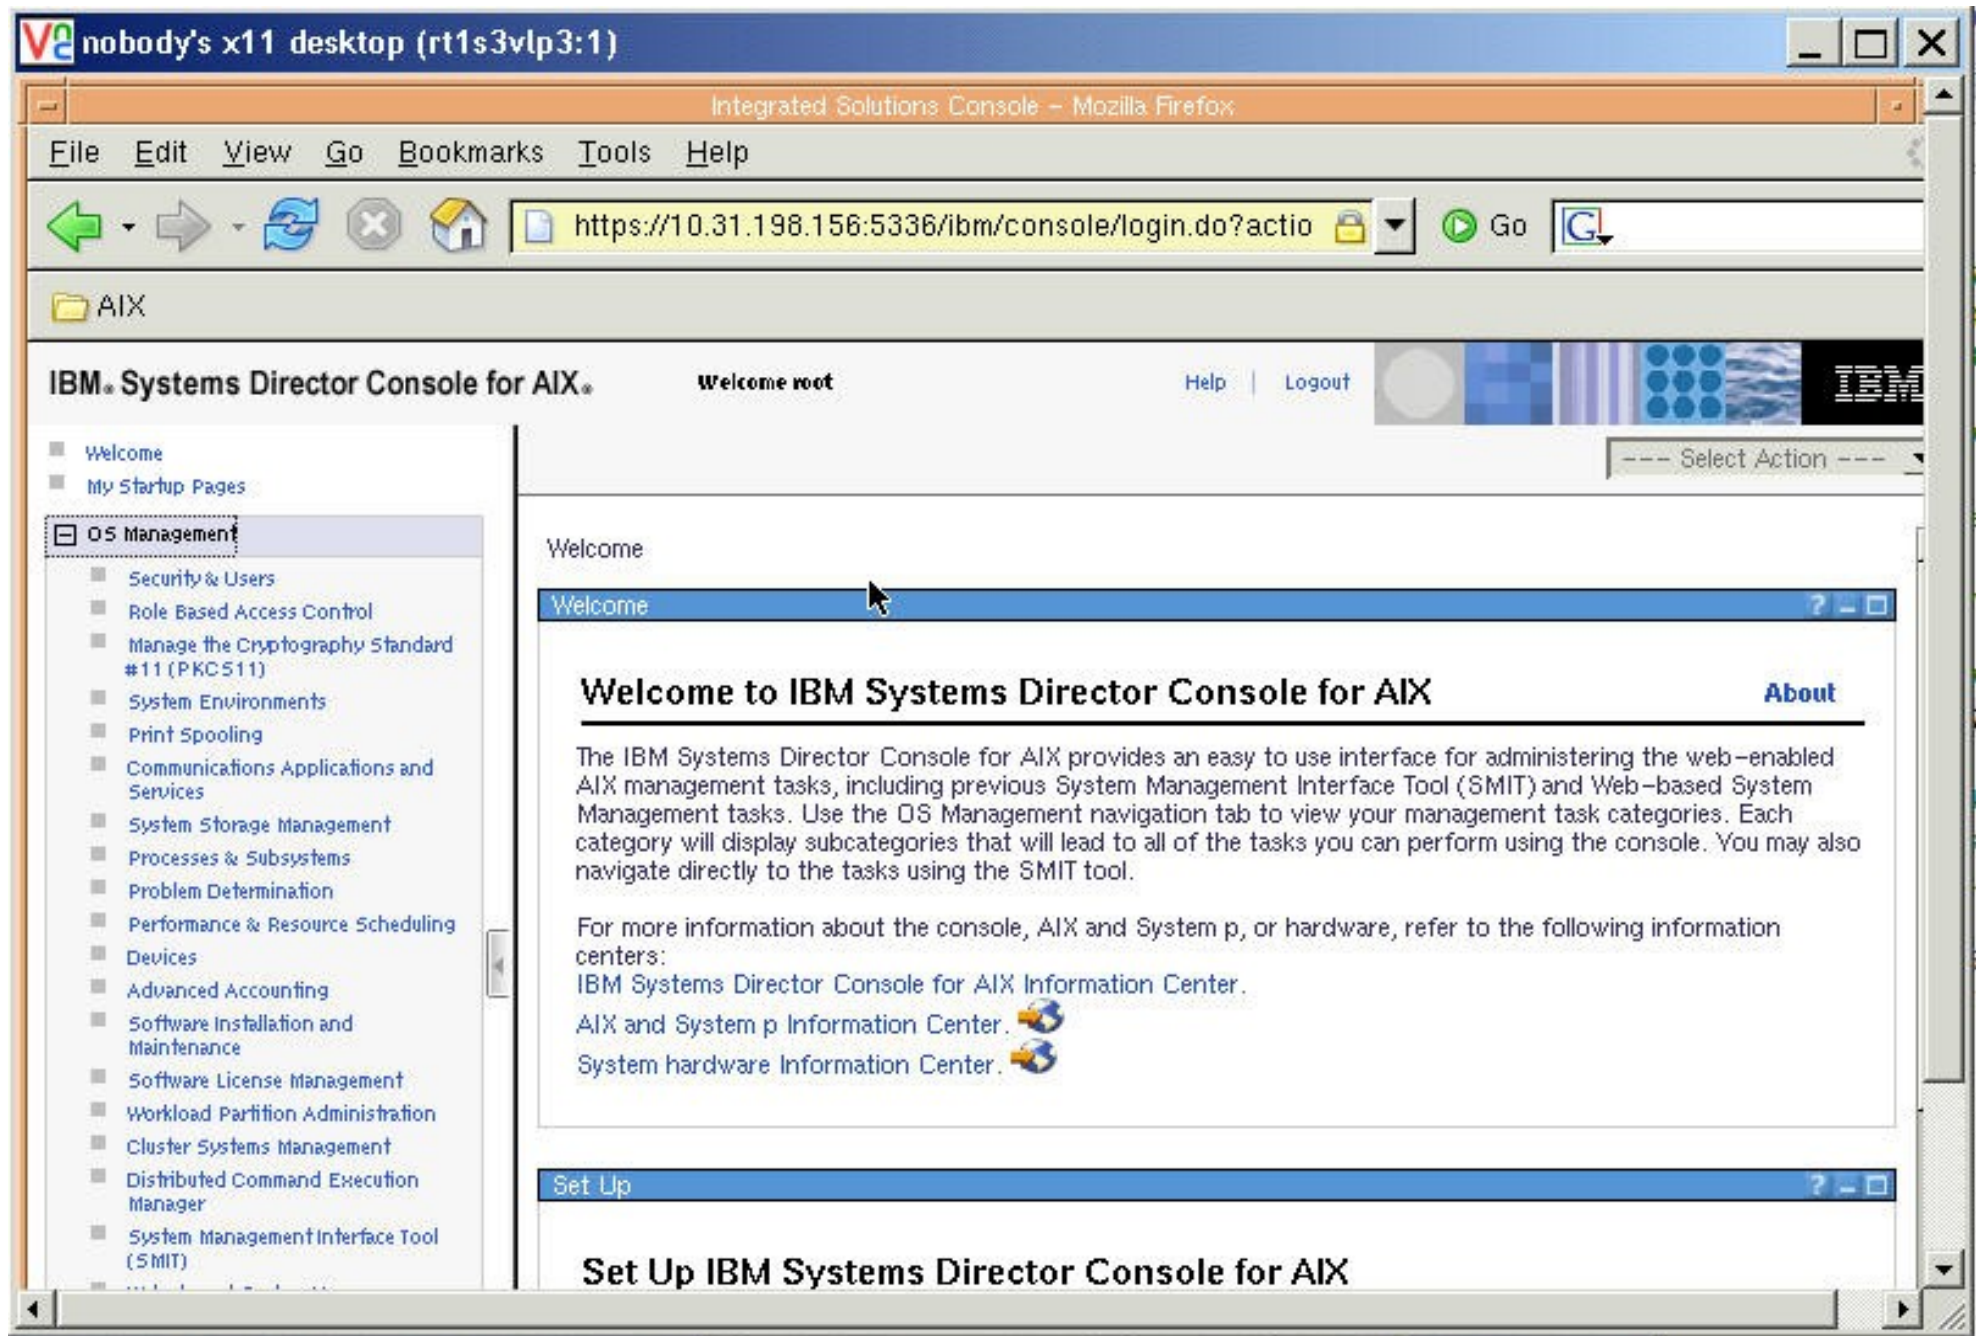 nobody's x11 desktop (rt1s3vlp3:1)
Integrated Solutions Console – Mozilla Firefox
File Edit View Go Bookmarks Tools Help
https://10.31.198.156:5336/ibm/console/login.do?actio Go G
AIX
IBM® Systems Director Console for AIX® Welcome root Help | Logout IBM
--- Select Action ---
Welcome
My Startup Pages
OS Management
Security & Users
Role Based Access Control
Manage the Cryptography Standard
#11 (PKCS11)
System Environments
Print Spooling
Communications Applications and
Services
System Storage Management
Processes & Subsystems
Problem Determination
Performance & Resource Scheduling
Devices
Advanced Accounting
Software Installation and
Maintenance
Software License Management
Workload Partition Administration
Cluster Systems Management
Distributed Command Execution
Manager
System Management Interface Tool
(SMIT)
Welcome
Welcome
Welcome to IBM Systems Director Console for AIX About
The IBM Systems Director Console for AIX provides an easy to use interface for administering the web–enabled
AIX management tasks, including previous System Management Interface Tool (SMIT) and Web–based System
Management tasks. Use the OS Management navigation tab to view your management task categories. Each
category will display subcategories that will lead to all of the tasks you can perform using the console. You may also
navigate directly to the tasks using the SMIT tool.
For more information about the console, AIX and System p, or hardware, refer to the following information
centers:
IBM Systems Director Console for AIX Information Center.
AIX and System p Information Center.
System hardware Information Center.
Set Up
Set Up IBM Systems Director Console for AIX